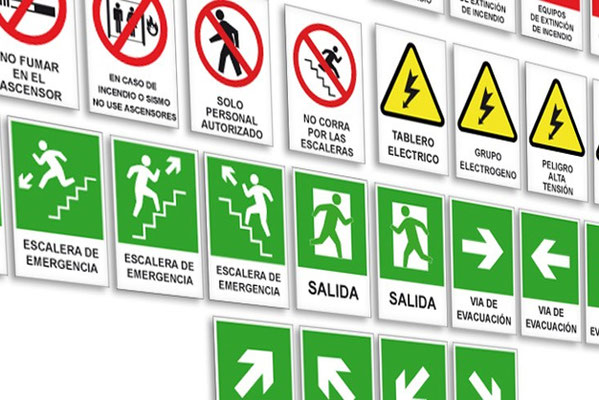 DE EXTINCIÓN
DE INCENDIO
EQUIPOS
DE EXTINCIÓN
DE INCENDIO
NO FUMAR
EN EL
ASCENSOR
EN CASO DE
INCENDIO O SISMO
NO USE ASCENSORES
SOLO
PERSONAL
AUTORIZADO
NO CORRA
POR LAS
ESCALERAS
TABLERO
ELECTRICO
GRUPO
ELECTROGENO
PELIGRO
ALTA
TENSIÓN
ESCALERA DE
EMERGENCIA
ESCALERA DE
EMERGENCIA
ESCALERA DE
EMERGENCIA
SALIDA
SALIDA
VIA DE
EVACUACIÓN
VIA DE
EVACUACIÓN